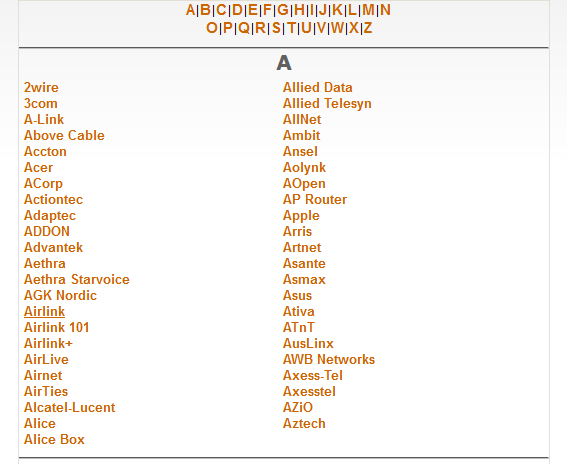 A|B|C|D|E|F|G|H|I|J|K|L|M|N
O|P|Q|R|S|T|U|V|W|X|Z
A
2wire
3com
A-Link
Above Cable
Accton
Acer
ACorp
Actiontec
Adaptec
ADDON
Advantek
Aethra
Aethra Starvoice
AGK Nordic
Airlink
Airlink 101
Airlink+
AirLive
Airnet
AirTies
Alcatel-Lucent
Alice
Alice Box
Allied Data
Allied Telesyn
AllNet
Ambit
Ansel
Aolynk
AOpen
AP Router
Apple
Arris
Artnet
Asante
Asmax
Asus
Ativa
ATnT
AusLinx
AWB Networks
Axess-Tel
Axesstel
AZiO
Aztech